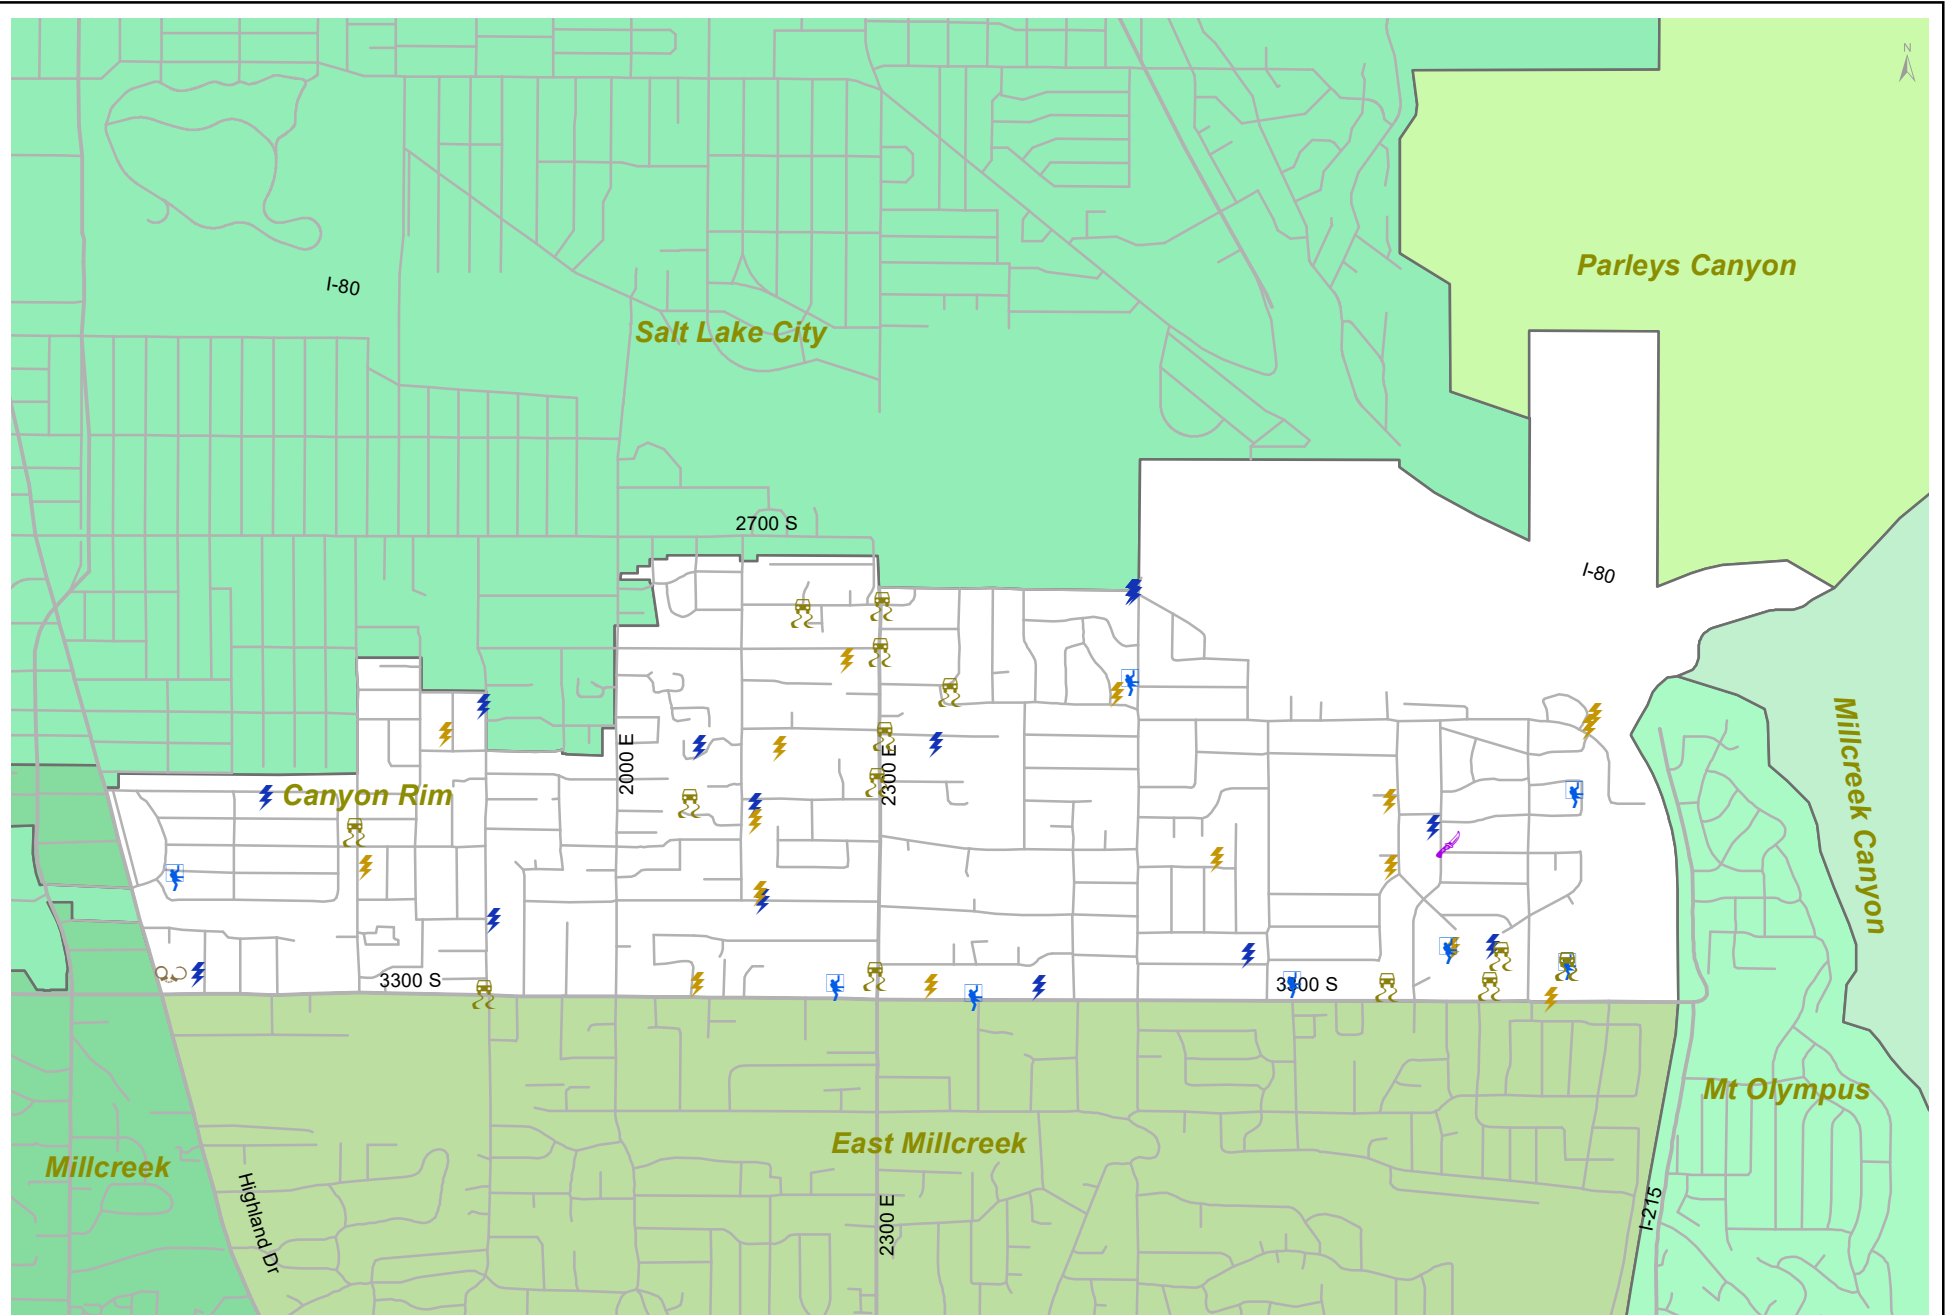 N
Parleys Canyon
I-80
Salt Lake City
2700 S
I-80
2000 E
2300 E
Canyon Rim
Millcreek Canyon
3300 S
3300 S
Mt Olympus
East Millcreek
Millcreek
Highland Dr
2300 E
I-215